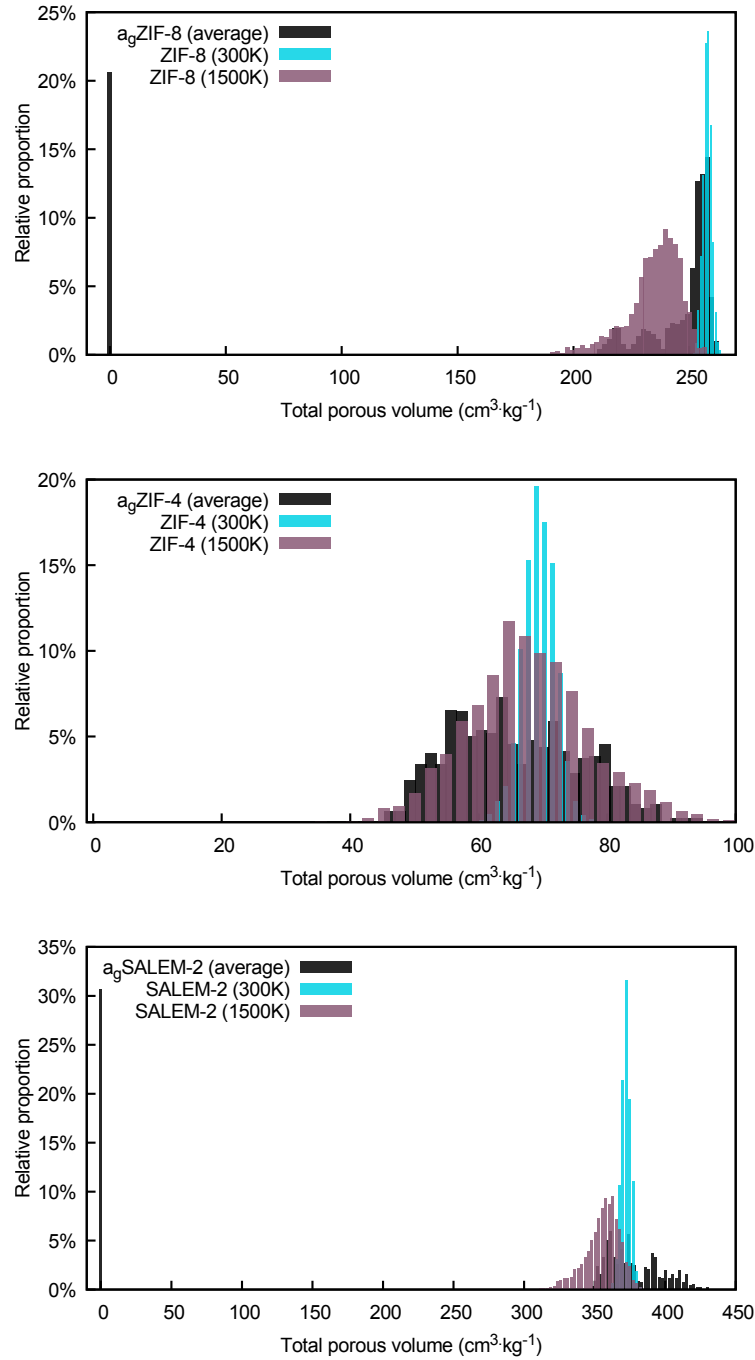 25%
20%
15%
10%
5%
0%
Relative proportion
agZIF-8 (average)
ZIF-8 (300K)
ZIF-8 (1500K)
0 50 100 150 200 250
Total porous volume (cm³·kg⁻¹)
20%
15%
10%
5%
0%
Relative proportion
agZIF-4 (average)
ZIF-4 (300K)
ZIF-4 (1500K)
0 20 40 60 80 100
Total porous volume (cm³·kg⁻¹)
35%
30%
25%
20%
15%
10%
5%
0%
Relative proportion
agSALEM-2 (average)
SALEM-2 (300K)
SALEM-2 (1500K)
0 50 100 150 200 250 300 350 400 450
Total porous volume (cm³·kg⁻¹)